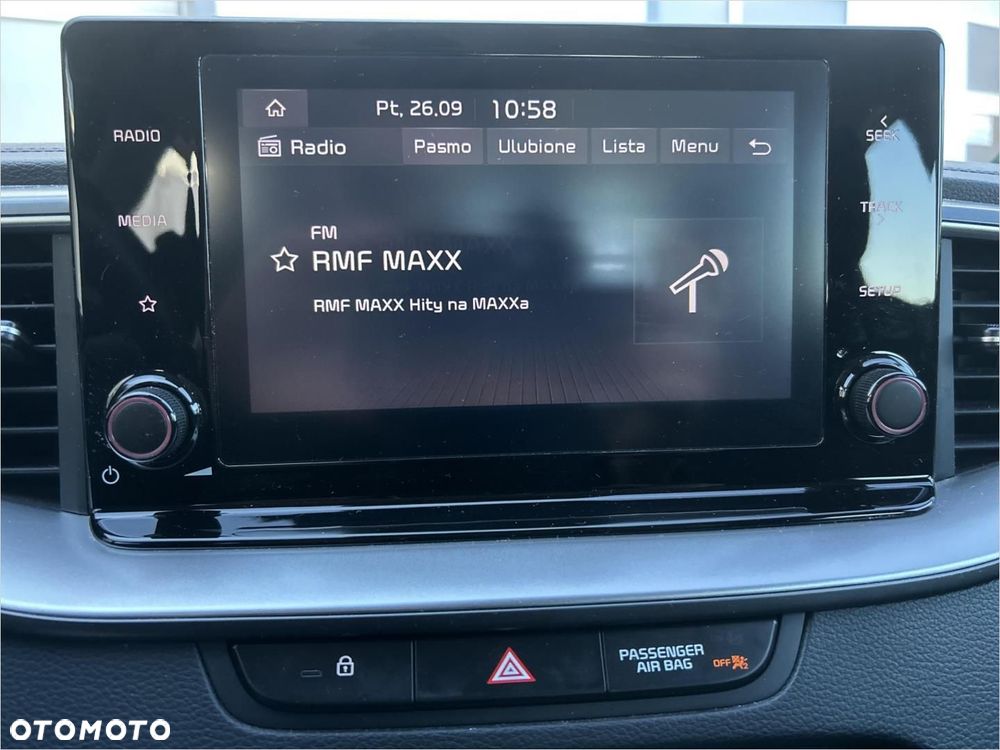 Pt, 26.09 10:58
RADIO
SEEK
Radio Pasmo Ulubione Lista Menu
MEDIA
TRACK
FM
RMF MAXX
RMF MAXX Hity na MAXXa
SETUP
PASSENGER
AIR BAG OFF
2
OTOMOTO